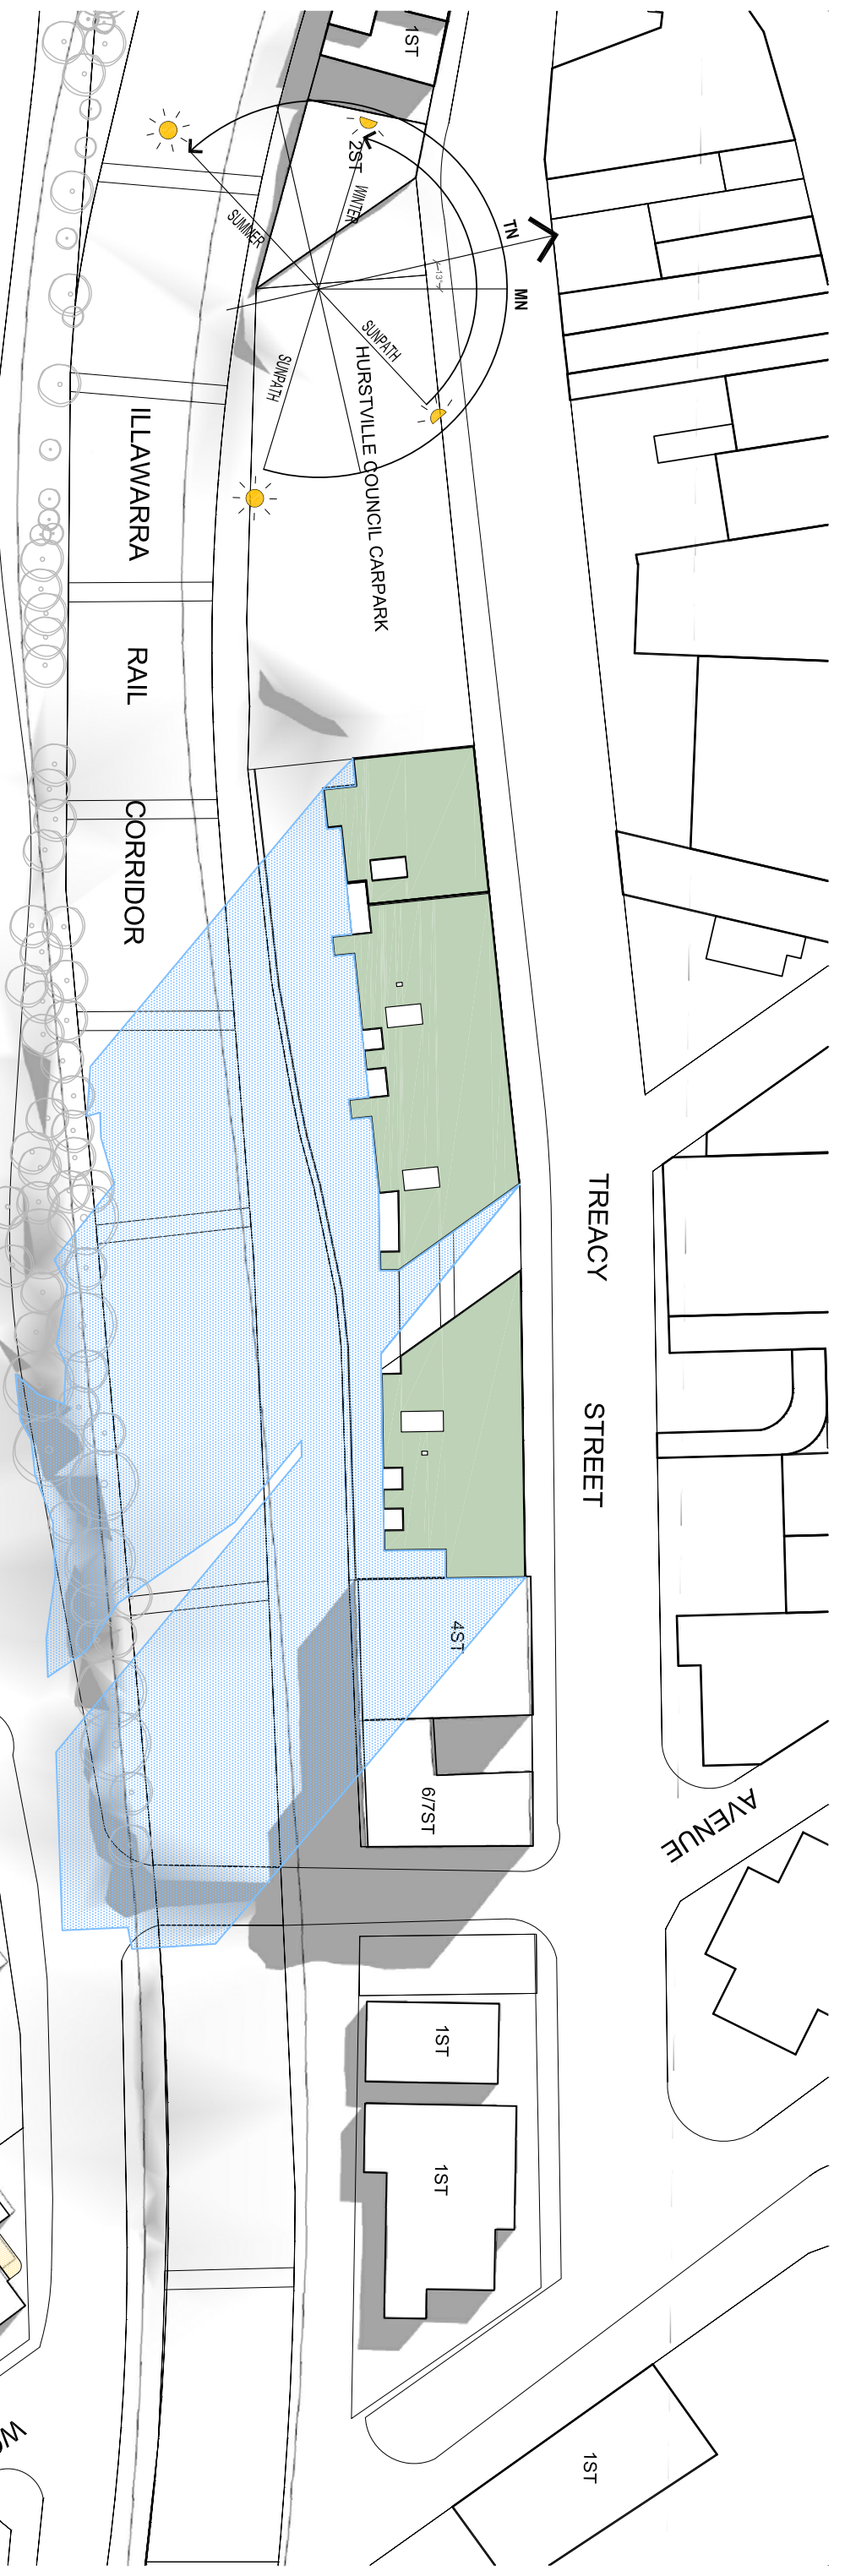 1ST
2ST
WINTER
SUMMER
TN
MN
13°
SUNPATH
SUNPATH
HURSTVILLE COUNCIL CARPARK
ILLAWARRA RAIL CORRIDOR
TREACY STREET
4ST
6/7ST
AVENUE
1ST
1ST
1ST